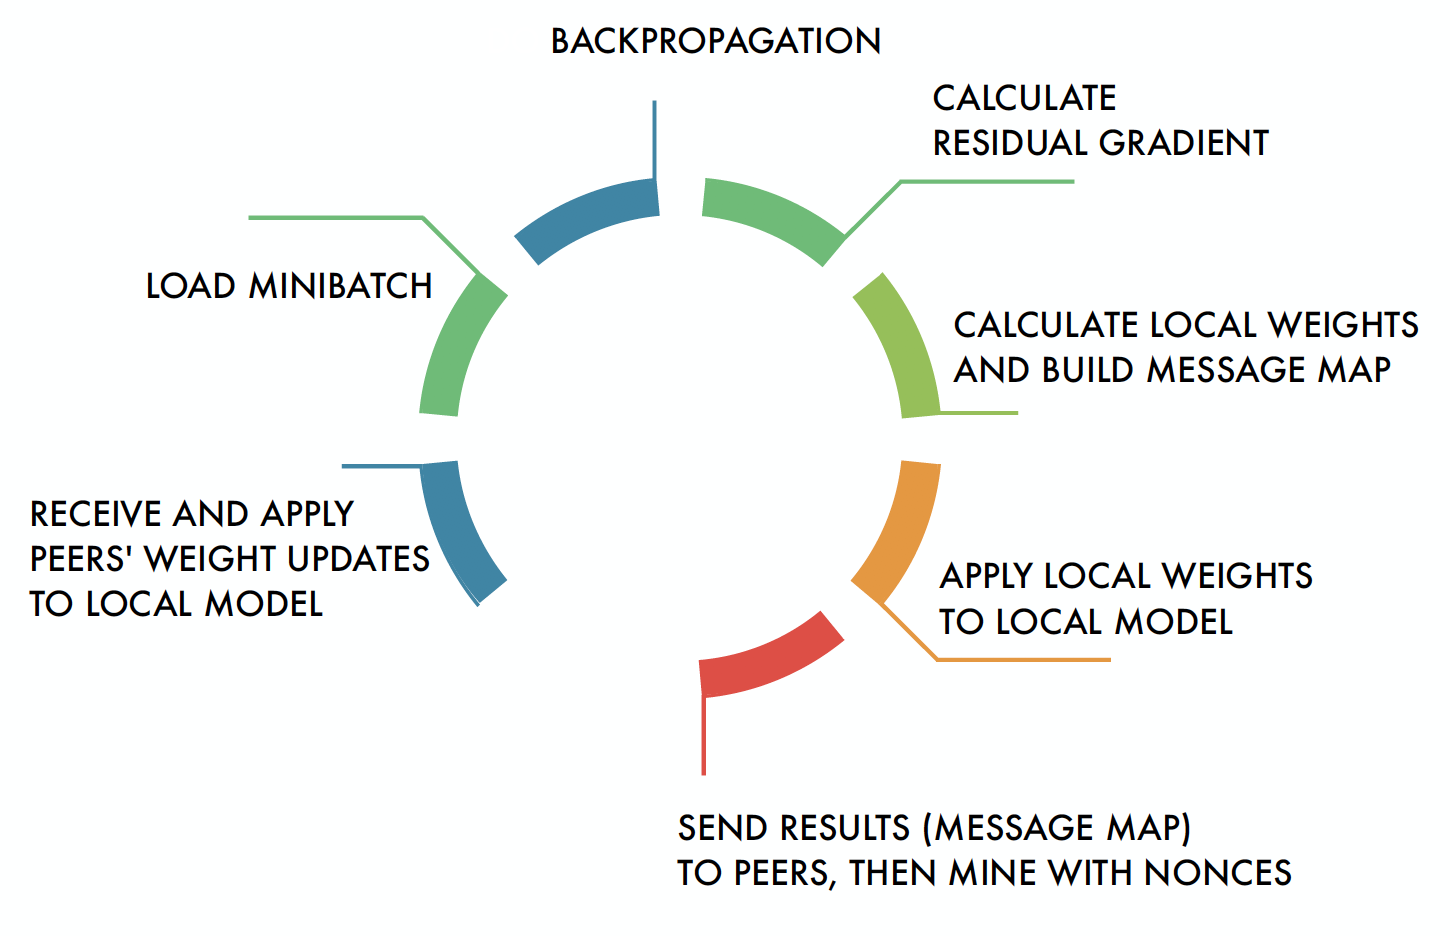 BACKPROPAGATION
CALCULATE
RESIDUAL GRADIENT
LOAD MINIBATCH
CALCULATE LOCAL WEIGHTS
AND BUILD MESSAGE MAP
RECEIVE AND APPLY
PEERS' WEIGHT UPDATES
TO LOCAL MODEL
APPLY LOCAL WEIGHTS
TO LOCAL MODEL
SEND RESULTS (MESSAGE MAP)
TO PEERS, THEN MINE WITH NONCES